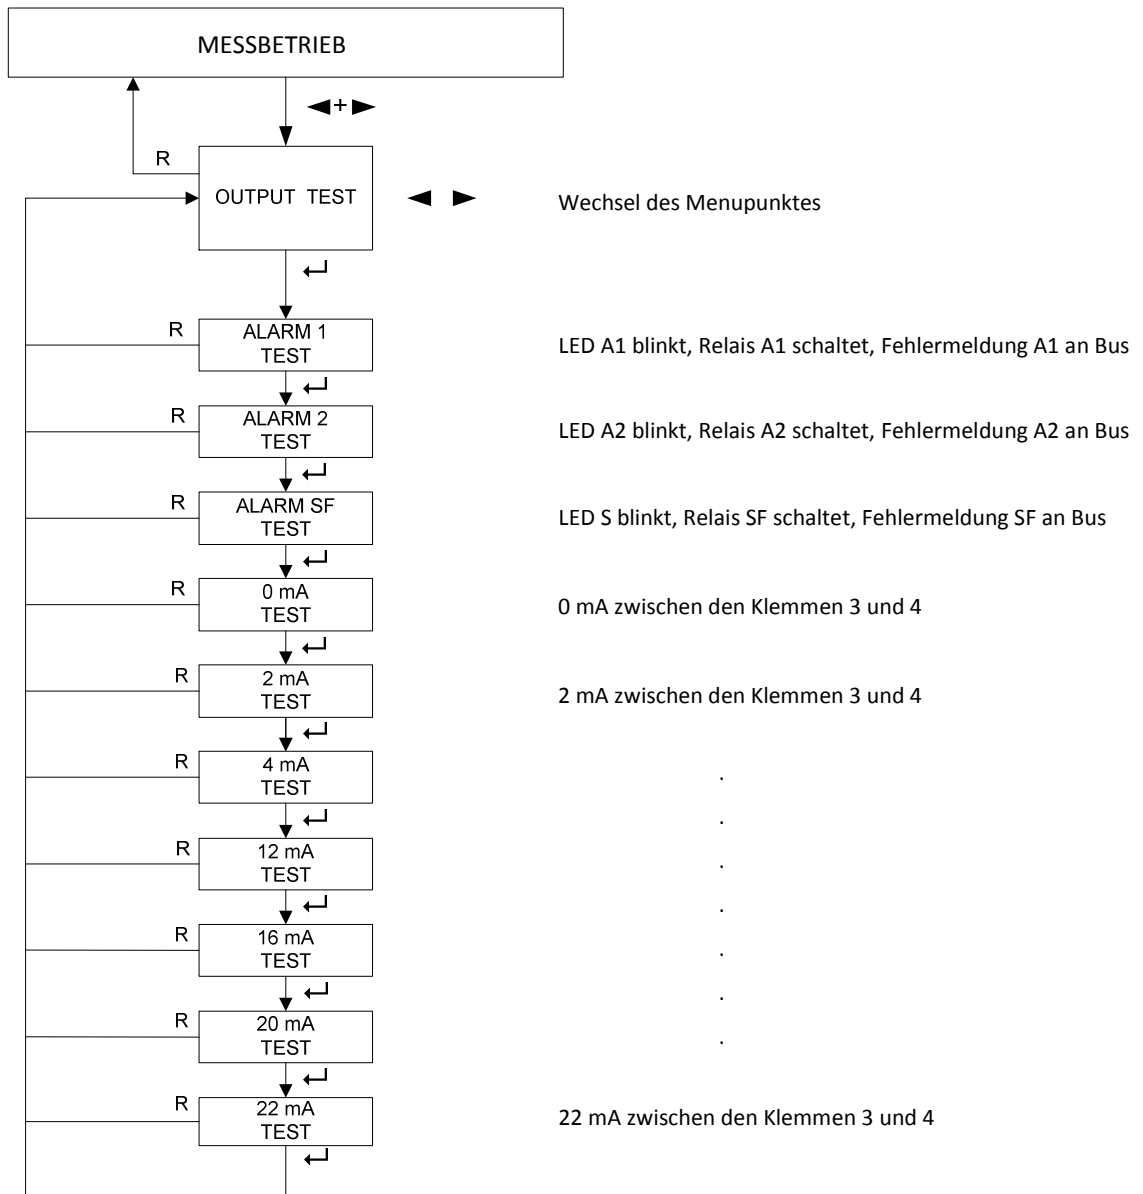 MESSBETRIEB
◄+►
R
OUTPUT TEST
◄ ►
Wechsel des Menupunktes
↵
R
ALARM 1
TEST
LED A1 blinkt, Relais A1 schaltet, Fehlermeldung A1 an Bus
↵
R
ALARM 2
TEST
LED A2 blinkt, Relais A2 schaltet, Fehlermeldung A2 an Bus
↵
R
ALARM SF
TEST
LED S blinkt, Relais SF schaltet, Fehlermeldung SF an Bus
↵
R
0 mA
TEST
0 mA zwischen den Klemmen 3 und 4
↵
R
2 mA
TEST
2 mA zwischen den Klemmen 3 und 4
↵
R
4 mA
TEST
.
↵
.
R
12 mA
TEST
.
↵
.
R
16 mA
TEST
.
↵
.
R
20 mA
TEST
.
↵
R
22 mA
TEST
22 mA zwischen den Klemmen 3 und 4
↵